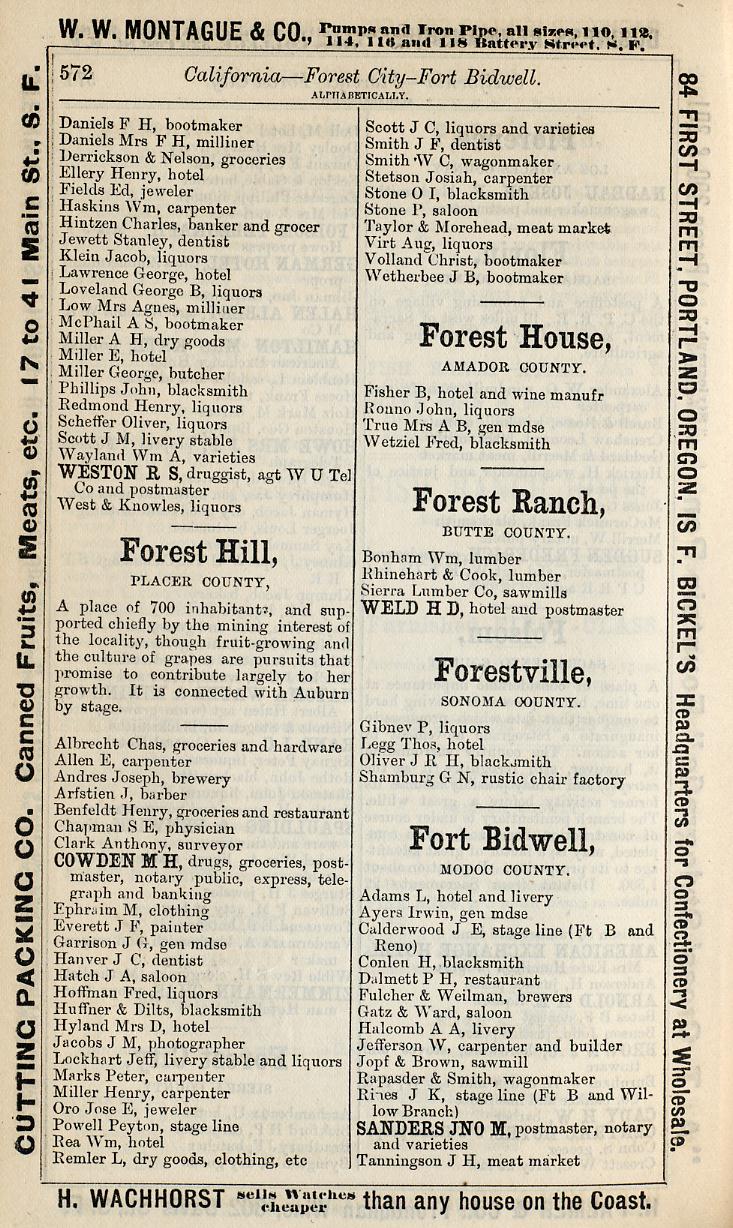 W. W. MONTAGUE & CO., Pumps and Iron Pipe, all sizes, 110, 112,
114, 116 and 118 Battery Street, S. F.
572 California—Forest City–Fort Bidwell.
ALPHABETICALLY.
Daniels F H, bootmaker
Daniels Mrs F H, milliner
Derrickson & Nelson, groceries
Ellery Henry, hotel
Fields Ed, jeweler
Haskins Wm, carpenter
Hintzen Charles, banker and grocer
Jewett Stanley, dentist
Klein Jacob, liquors
Lawrence George, hotel
Loveland George B, liquors
Low Mrs Agnes, milliner
McPhail A S, bootmaker
Miller A H, dry goods
Miller E, hotel
Miller George, butcher
Phillips John, blacksmith
Redmond Henry, liquors
Scheffer Oliver, liquors
Scott J M, livery stable
Wayland Wm A, varieties
WESTON R S, druggist, agt W U Tel
Co and postmaster
West & Knowles, liquors
Forest Hill,
PLACER COUNTY,
A place of 700 inhabitants, and sup-
ported chiefly by the mining interest of
the locality, though fruit-growing and
the culture of grapes are pursuits that
promise to contribute largely to her
growth. It is connected with Auburn
by stage.
Albrecht Chas, groceries and hardware
Allen E, carpenter
Andres Joseph, brewery
Arfstien J, barber
Benfeldt Henry, groceries and restaurant
Chapman S E, physician
Clark Anthony, surveyor
COWDEN M H, drugs, groceries, post-
master, notary public, express, tele-
graph and banking
Ephraim M, clothing
Everett J F, painter
Garrison J G, gen mdse
Hanver J C, dentist
Hatch J A, saloon
Hoffman Fred, liquors
Huffner & Dilts, blacksmith
Hyland Mrs D, hotel
Jacobs J M, photographer
Lockhart Jeff, livery stable and liquors
Marks Peter, carpenter
Miller Henry, carpenter
Oro Jose E, jeweler
Powell Peyton, stage line
Rea Wm, hotel
Remler L, dry goods, clothing, etc
Scott J C, liquors and varieties
Smith J F, dentist
Smith W C, wagonmaker
Stetson Josiah, carpenter
Stone O I, blacksmith
Stone P, saloon
Taylor & Morehead, meat market
Virt Aug, liquors
Volland Christ, bootmaker
Wetherbee J B, bootmaker
Forest House,
AMADOR COUNTY.
Fisher B, hotel and wine manufr
Ronno John, liquors
True Mrs A B, gen mdse
Wetziel Fred, blacksmith
Forest Ranch,
BUTTE COUNTY.
Bonham Wm, lumber
Rhinehart & Cook, lumber
Sierra Lumber Co, sawmills
WELD H D, hotel and postmaster
Forestville,
SONOMA COUNTY.
Gibney P, liquors
Legg Thos, hotel
Oliver J R H, blacksmith
Shamburg G N, rustic chair factory
Fort Bidwell,
MODOC COUNTY.
Adams L, hotel and livery
Ayers Irwin, gen mdse
Calderwood J E, stage line (Ft B and
Reno)
Conlen H, blacksmith
Dalmett P H, restaurant
Fulcher & Weilman, brewers
Gatz & Ward, saloon
Halcomb A A, livery
Jefferson W, carpenter and builder
Jopf & Brown, sawmill
Rapasder & Smith, wagonmaker
J K, stage line (Ft B and Wil-
low Branch)
SANDERS JNO M, postmaster, notary
and varieties
Tanningson J H, meat market
CUTTING PACKING CO. Canned Fruits, Meats, etc. 17 to 41 Main St., S. F.
84 FIRST STREET, PORTLAND, OREGON, IS F. BICKEL'S Headquarters for Confectionery at Wholesale.
H. WACHHORST sells Watches cheaper than any house on the Coast.